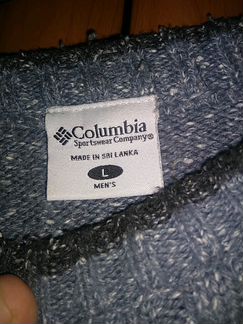 Columbia
Sportswear Company®
MADE IN SRI LANKA
L
MEN'S